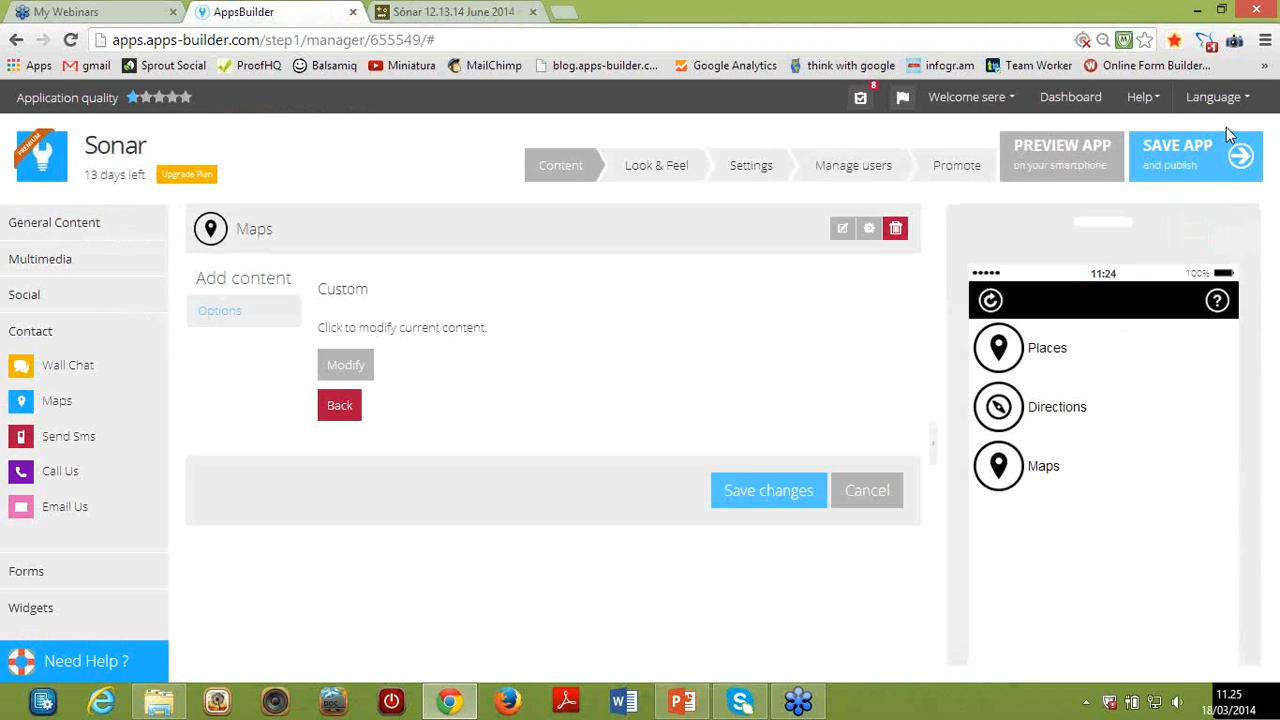 My Webinars
AppsBuilder
Sónar 12.13.14 June 2014 -
apps.apps-builder.com/step1/manager/655549/#
Apps
gmail
Sprout Social
ProofHQ
Balsamiq
Miniatura
MailChimp
blog.apps-builder.c...
Google Analytics
think with google
infogr.am
Team Worker
Online Form Builder...
»
Application quality
8
Welcome sere
Dashboard
Help
Language
PREMIUM
Sonar
13 days left
Upgrade Plan
Content
Look & Feel
Settings
Manage users
Promote
PREVIEW APP
on your smartphone
SAVE APP
and publish
General Content
Multimedia
Social
Contact
Wall Chat
Maps
Send Sms
Call Us
Email Us
Forms
Widgets
Need Help ?
Maps
Add content
Options
Custom
Click to modify current content.
Modify
Back
Save changes
Cancel
11:24
100%
?
Places
Directions
Maps
DOC
11.25
18/03/2014